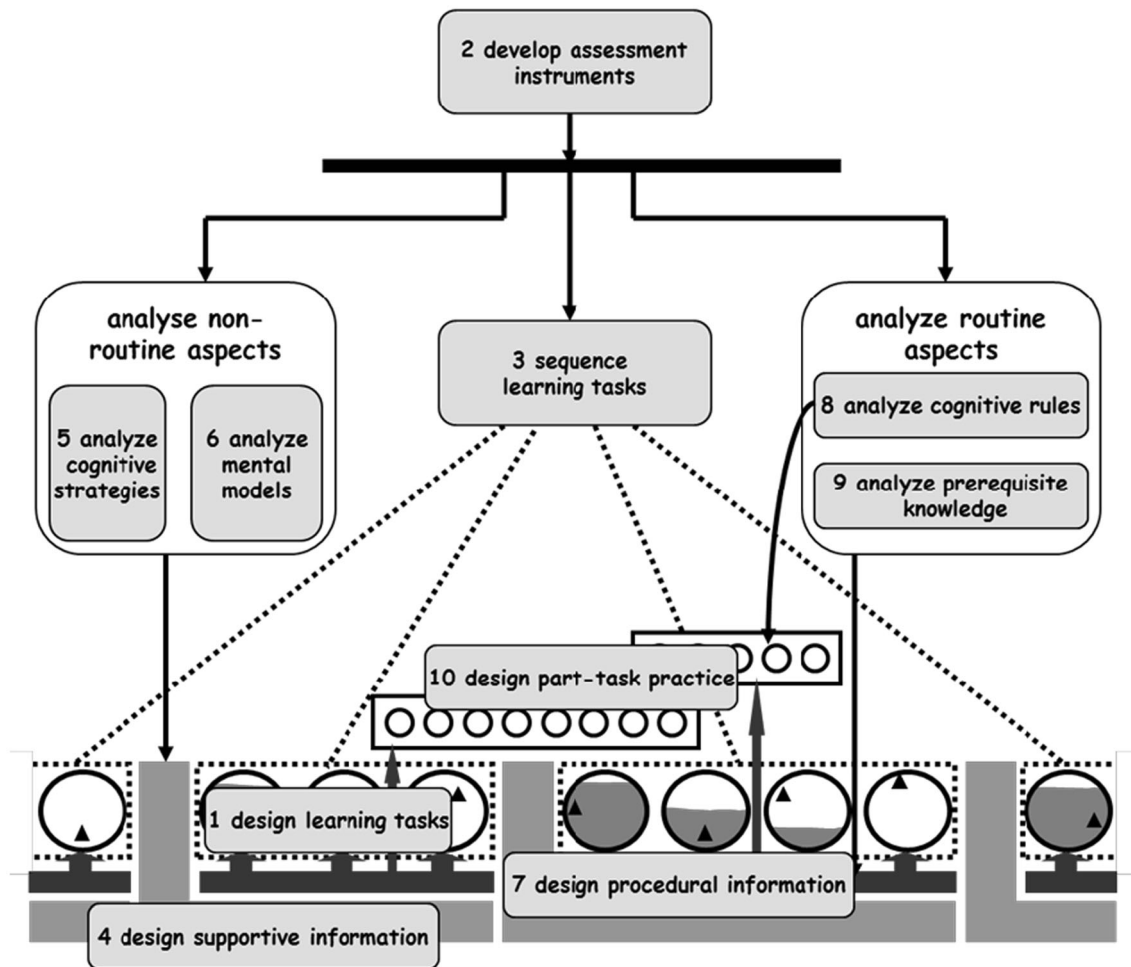 2 develop assessment
instruments
analyse non-
routine aspects
5 analyze
cognitive
strategies
6 analyze
mental
models
3 sequence
learning tasks
analyze routine
aspects
8 analyze cognitive rules
9 analyze prerequisite
knowledge
10 design part-task practice
1 design learning tasks
7 design procedural information
4 design supportive information